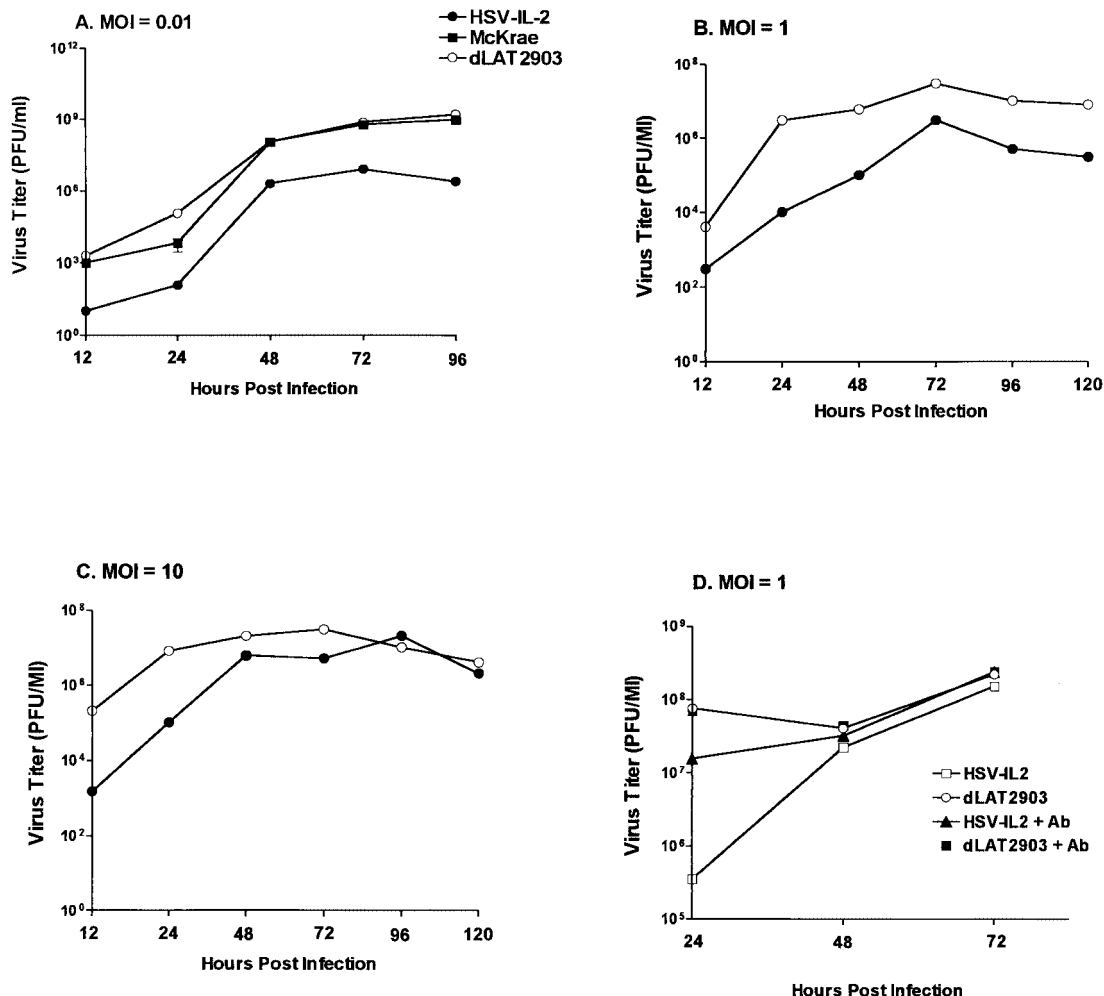 A. MOI = 0.01
HSV-IL-2
McKrae
dLAT2903
Virus Titer (PFU/ml)
10^12
10^9
10^6
10^3
10^0
12 24 48 72 96
Hours Post Infection
B. MOI = 1
Virus Titer (PFU/Ml)
10^8
10^6
10^4
10^2
10^0
12 24 48 72 96 120
Hours Post Infection
C. MOI = 10
Virus Titer (PFU/Ml)
10^8
10^6
10^4
10^2
10^0
12 24 48 72 96 120
Hours Post Infection
D. MOI = 1
Virus Titer (PFU/Ml)
10^9
10^8
10^7
10^6
10^5
HSV-IL2
dLAT2903
HSV-IL2 + Ab
dLAT2903 + Ab
24 48 72
Hours Post Infection